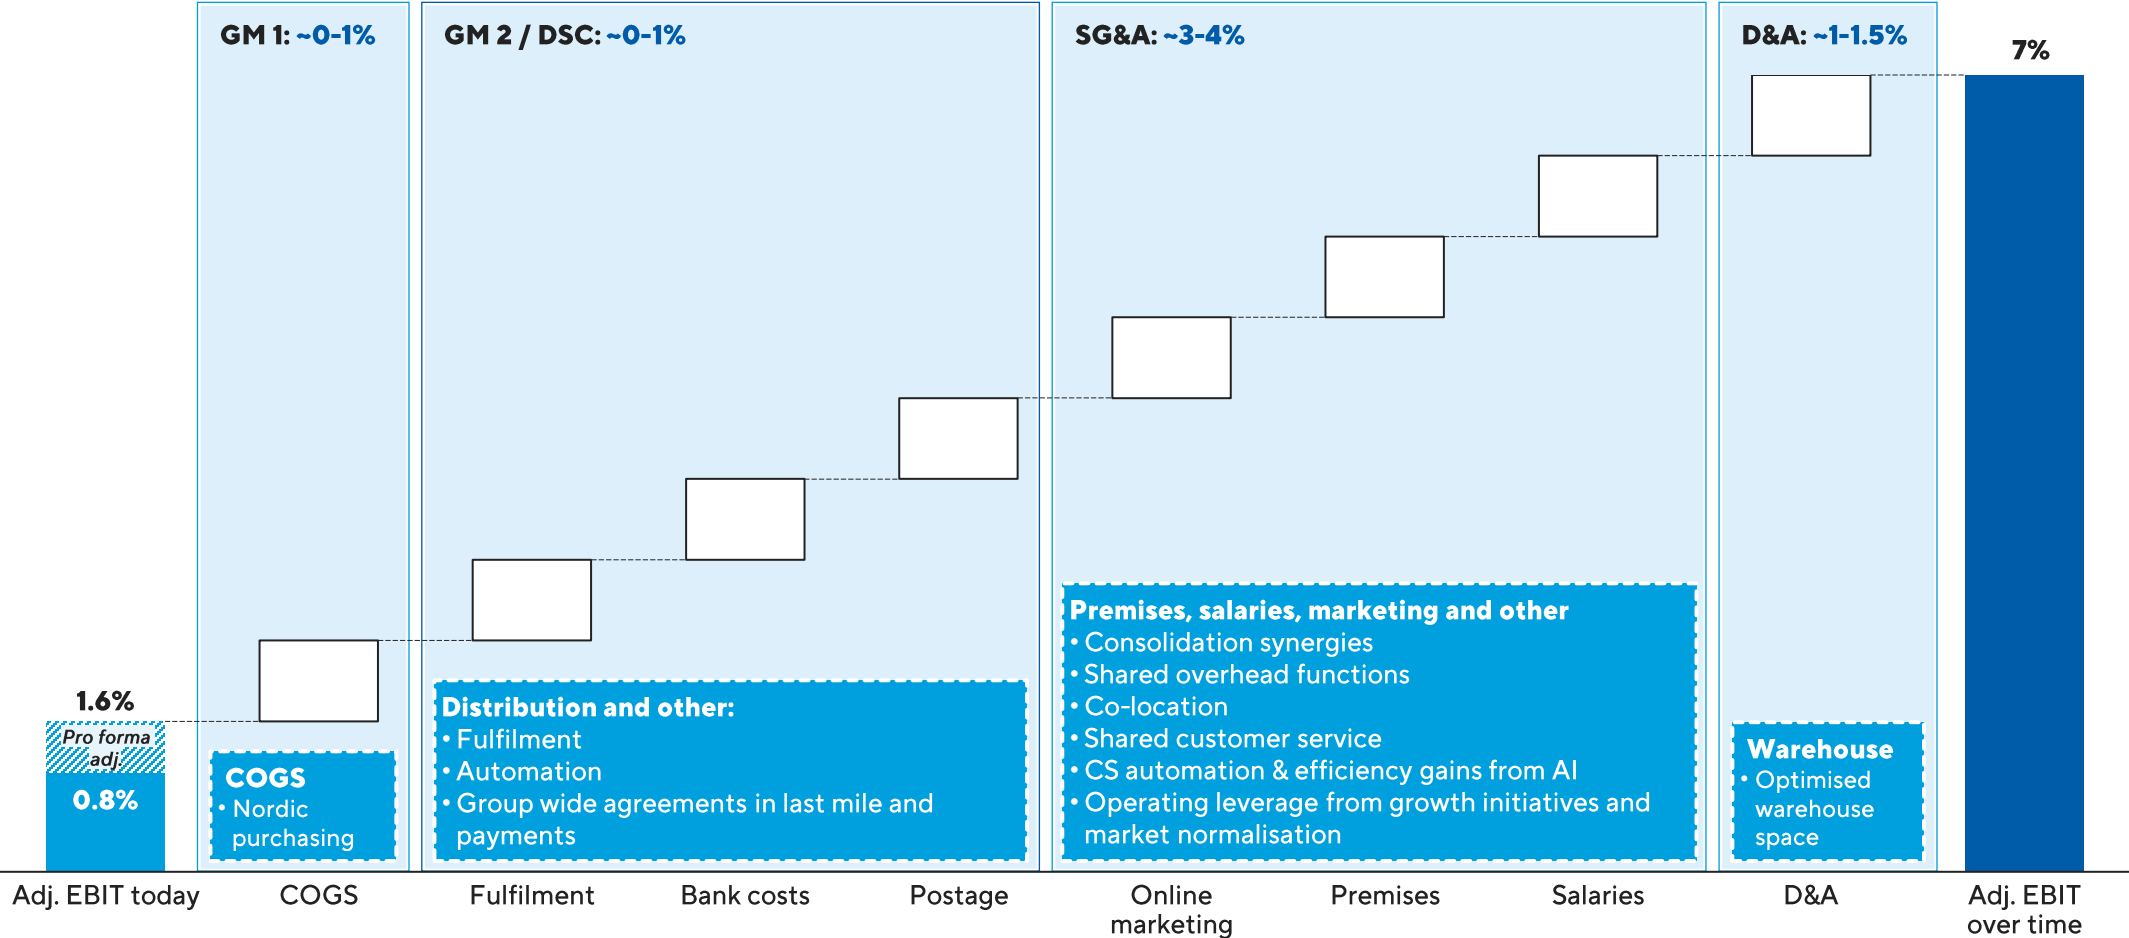 GM 1: ~0-1%
GM 2 / DSC: ~0-1%
SG&A: ~3-4%
D&A: ~1-1.5%
7%
1.6%
Pro forma
adj.
0.8%
COGS
• Nordic
purchasing
Distribution and other:
• Fulfilment
• Automation
• Group wide agreements in last mile and
payments
Premises, salaries, marketing and other
• Consolidation synergies
• Shared overhead functions
• Co-location
• Shared customer service
• CS automation & efficiency gains from AI
• Operating leverage from growth initiatives and
market normalisation
Warehouse
• Optimised
warehouse
space
Adj. EBIT today
COGS
Fulfilment
Bank costs
Postage
Online
marketing
Premises
Salaries
D&A
Adj. EBIT
over time